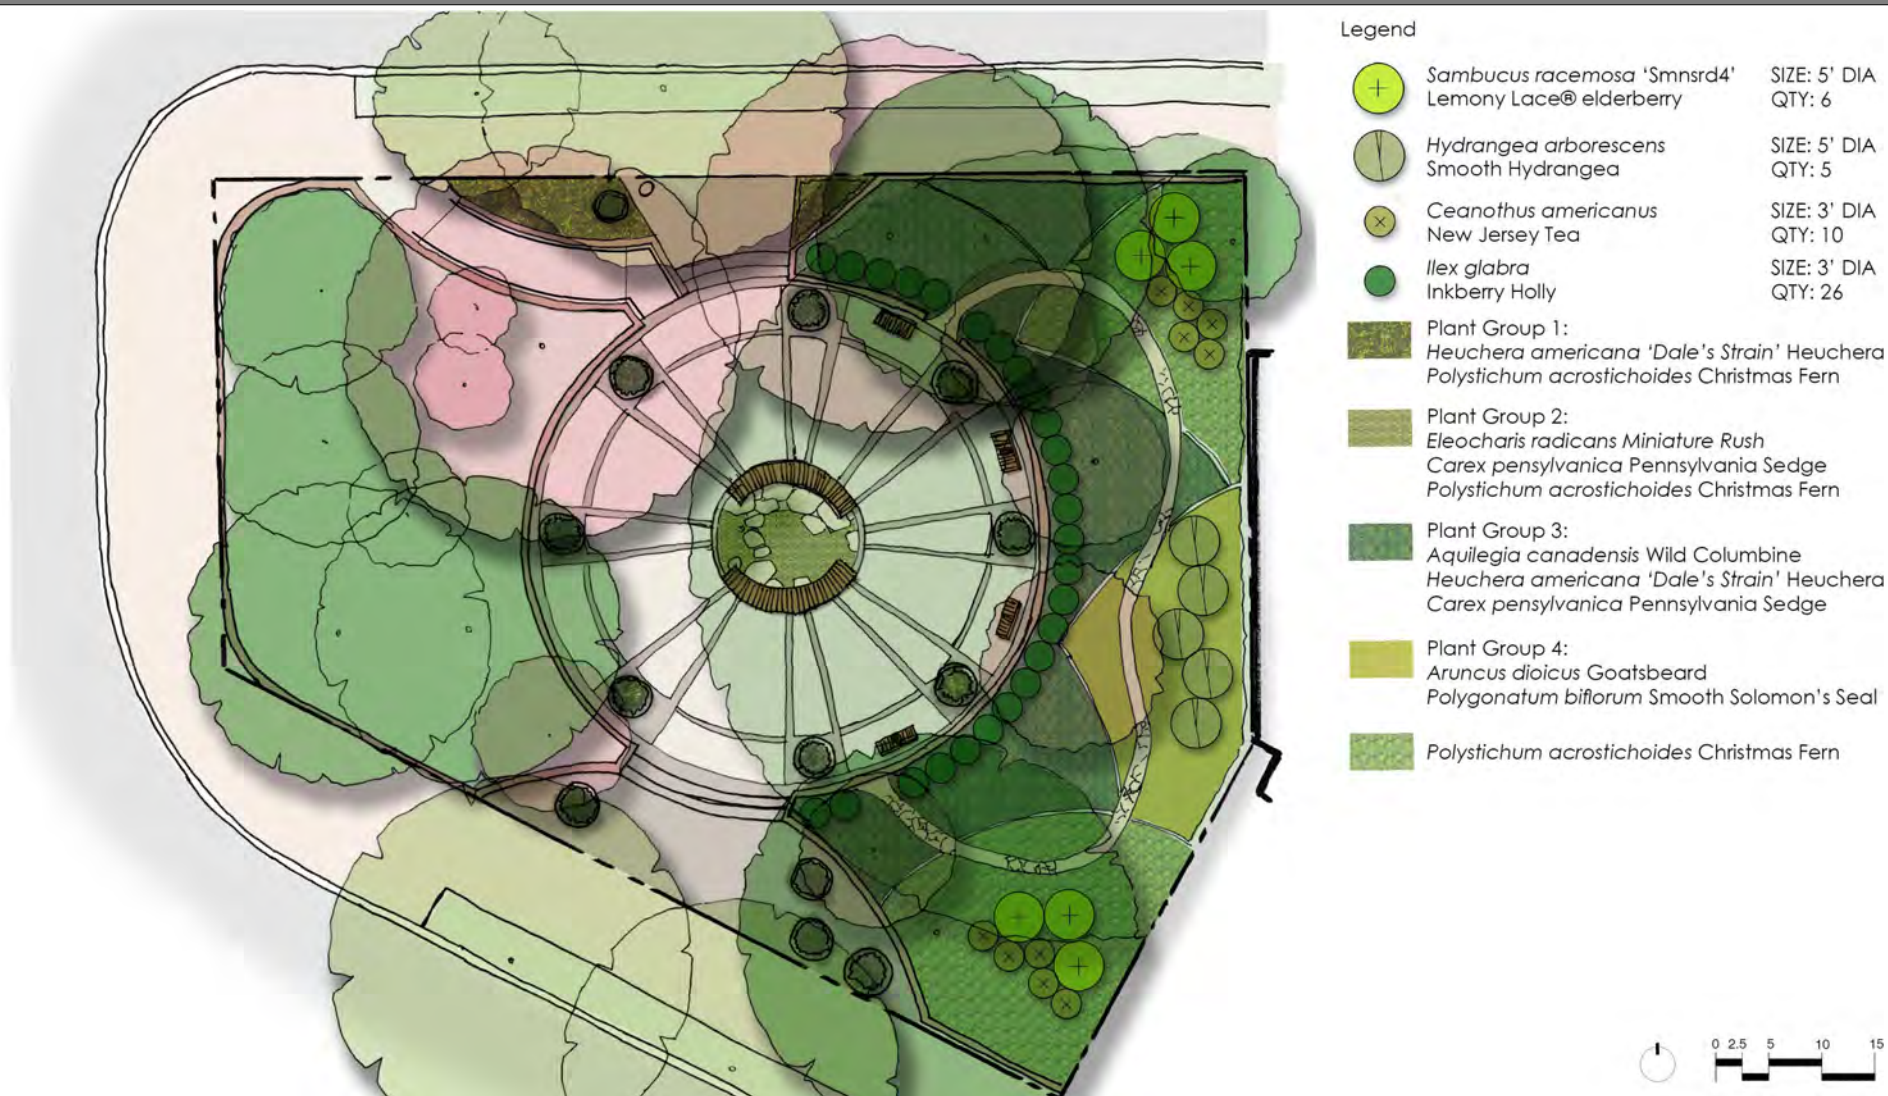 Legend
Sambucus racemosa ‘Smnsrd4’ SIZE: 5’ DIA
Lemony Lace® elderberry QTY: 6
Hydrangea arborescens SIZE: 5’ DIA
Smooth Hydrangea QTY: 5
Ceanothus americanus SIZE: 3’ DIA
New Jersey Tea QTY: 10
Ilex glabra SIZE: 3’ DIA
Inkberry Holly QTY: 26
Plant Group 1:
Heuchera americana ‘Dale’s Strain’ Heuchera
Polystichum acrostichoides Christmas Fern
Plant Group 2:
Eleocharis radicans Miniature Rush
Carex pensylvanica Pennsylvania Sedge
Polystichum acrostichoides Christmas Fern
Plant Group 3:
Aquilegia canadensis Wild Columbine
Heuchera americana ‘Dale’s Strain’ Heuchera
Carex pensylvanica Pennsylvania Sedge
Plant Group 4:
Aruncus dioicus Goatsbeard
Polygonatum biflorum Smooth Solomon’s Seal
Polystichum acrostichoides Christmas Fern
0 2.5 5 10 15